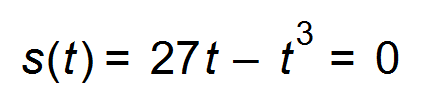 s(t) = 27t – t³ = 0